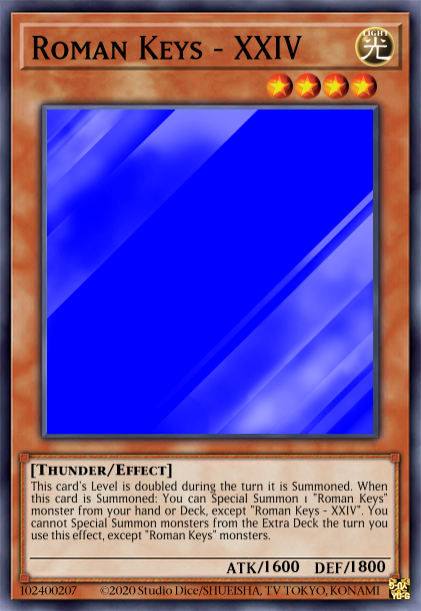 Roman Keys - XXIV
LIGHT
光
[Thunder/Effect]
This card's Level is doubled during the turn it is Summoned. When
this card is Summoned: You can Special Summon 1 "Roman Keys"
monster from your hand or Deck, except "Roman Keys - XXIV". You
cannot Special Summon monsters from the Extra Deck the turn you
use this effect, except "Roman Keys" monsters.
ATK/1600 DEF/1800
102400207 ©2020 Studio Dice/SHUEISHA, TV TOKYO, KONAMI